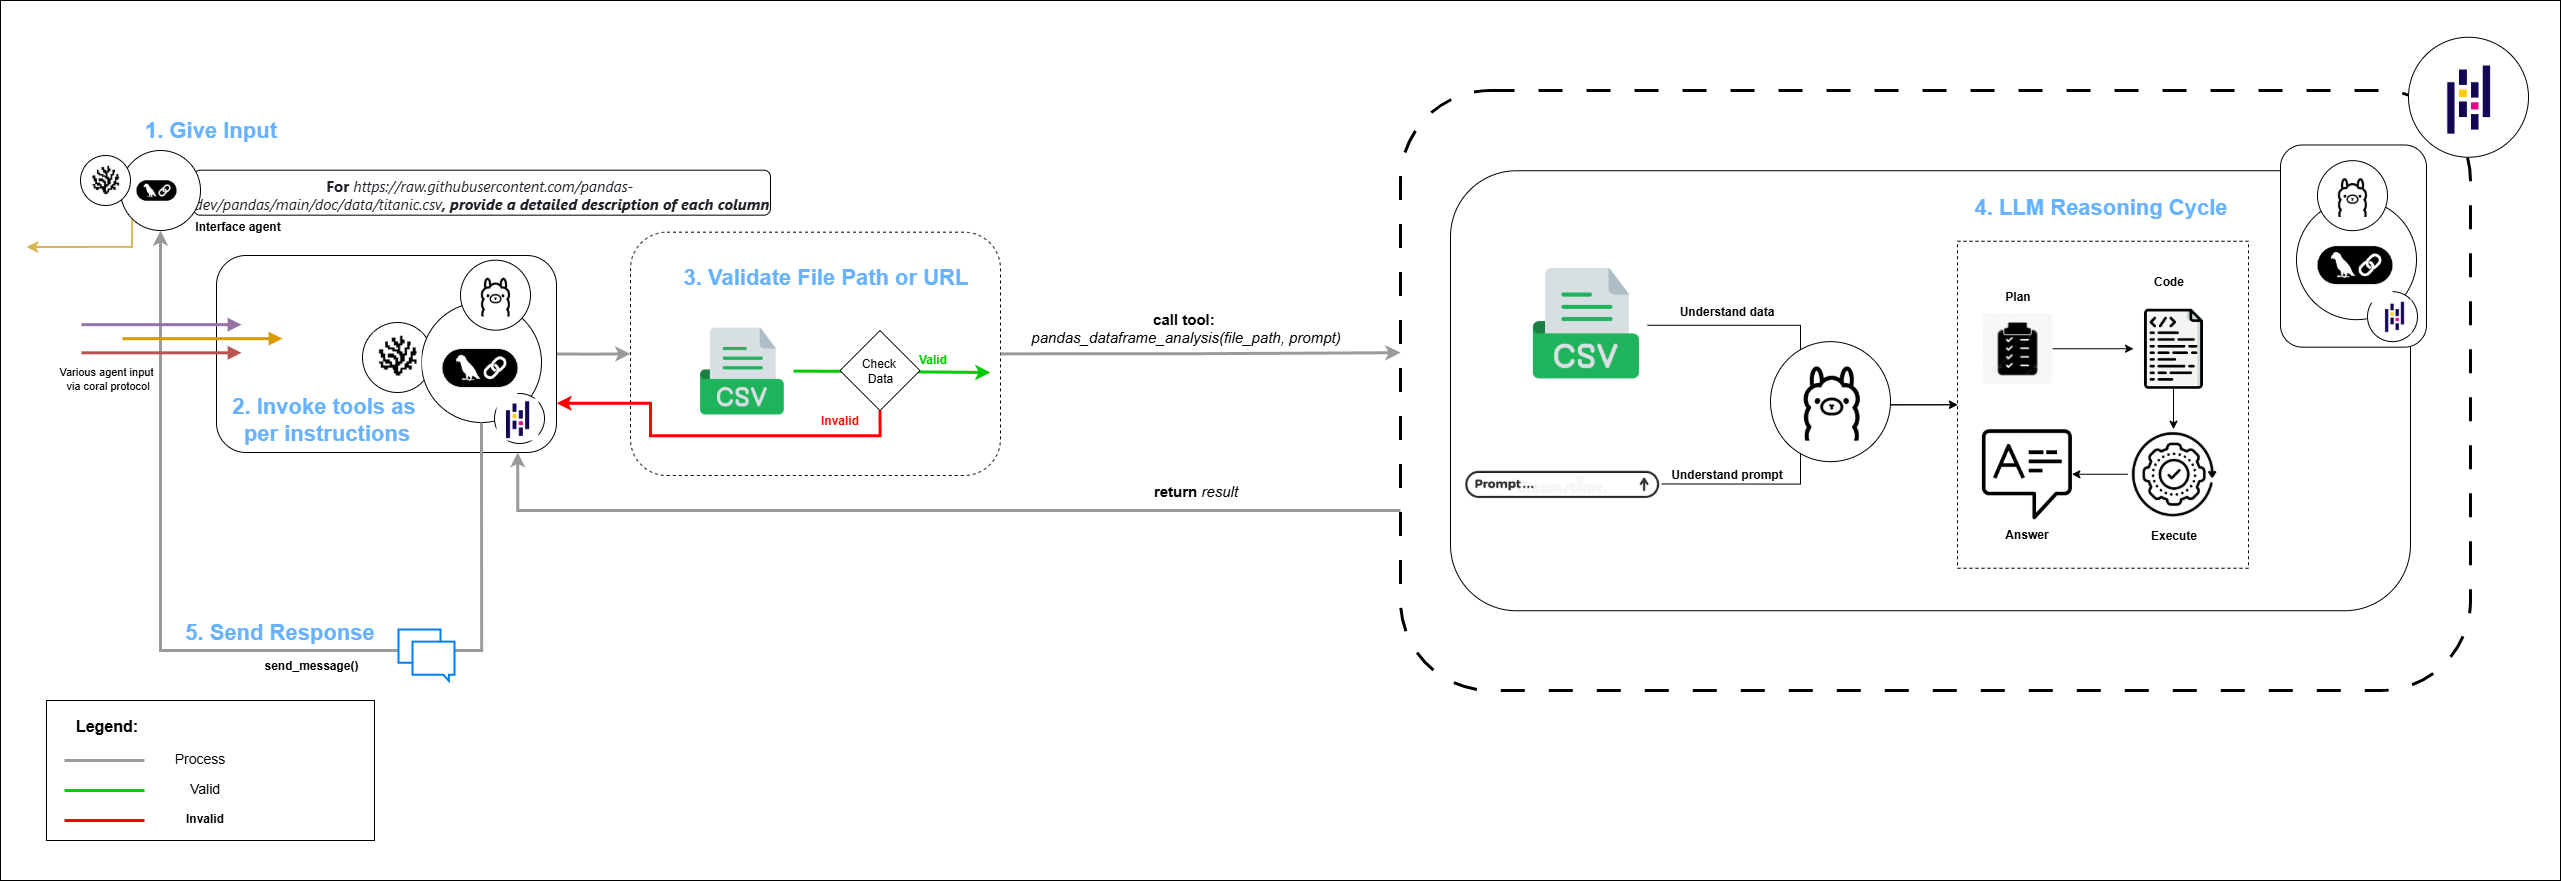 1. Give Input
For https://raw.githubusercontent.com/pandas-
dev/pandas/main/doc/data/titanic.csv, provide a detailed description of each column
Interface agent
Various agent input
via coral protocol
2. Invoke tools as
per instructions
3. Validate File Path or URL
CSV
Check
Data
Valid
Invalid
call tool:
pandas_dataframe_analysis(file_path, prompt)
return result
4. LLM Reasoning Cycle
CSV
Understand data
Prompt...
Understand prompt
Plan
Code
</>
A
Answer
Execute
5. Send Response
send_message()
Legend:
Process
Valid
Invalid